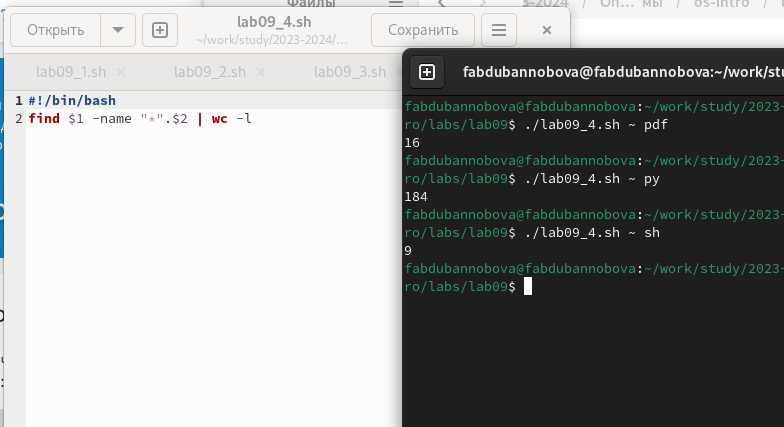 Файлы
3-2024 / Оп... мы / os-intro /
Открыть
lab09_4.sh
~/work/study/2023-2024/...
Сохранить
lab09_1.sh
lab09_2.sh
lab09_3.sh
1 #!/bin/bash
2 find $1 -name "*".$2 | wc -l
fabdubannobova@fabdubannobova:~/work/stu
fabdubannobova@fabdubannobova:~/work/study/2023-
ro/labs/lab09$ ./lab09_4.sh ~ pdf
16
fabdubannobova@fabdubannobova:~/work/study/2023-
ro/labs/lab09$ ./lab09_4.sh ~ py
184
fabdubannobova@fabdubannobova:~/work/study/2023-
ro/labs/lab09$ ./lab09_4.sh ~ sh
9
fabdubannobova@fabdubannobova:~/work/study/2023-
ro/labs/lab09$